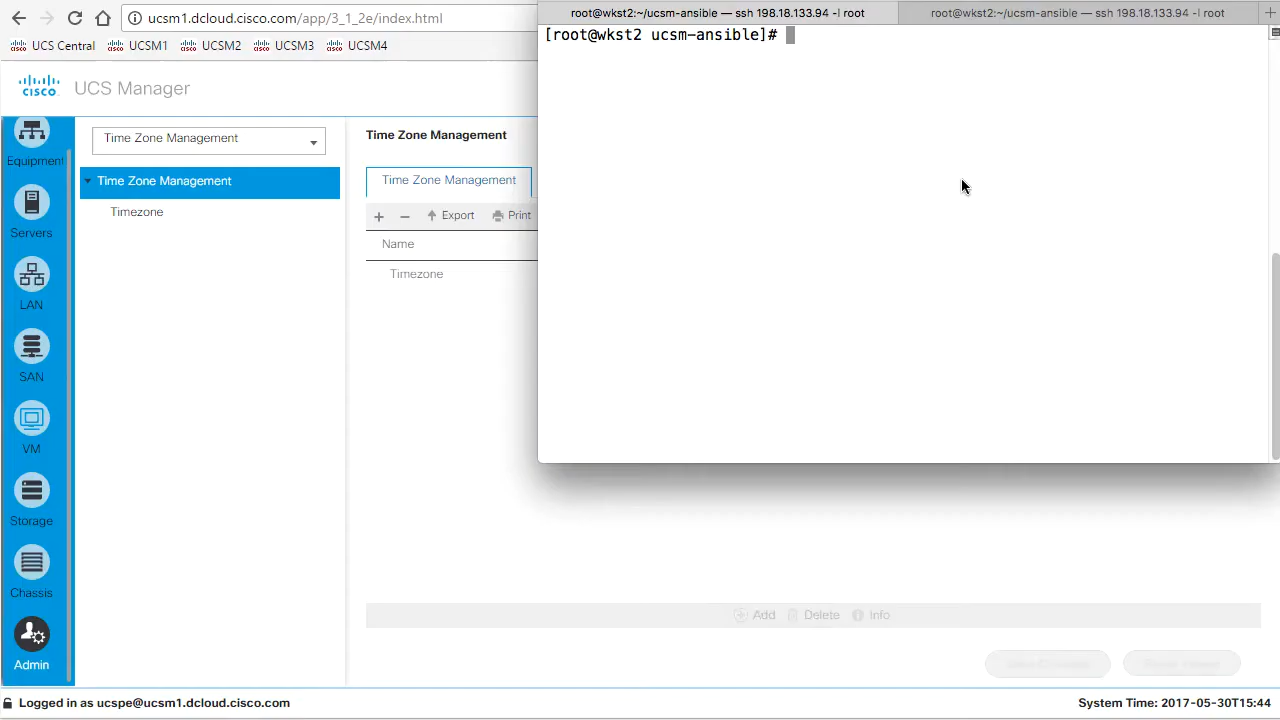 ucsm1.dcloud.cisco.com/app/3_1_2e/index.html
UCS Central UCSM1 UCSM2 UCSM3 UCSM4
root@wkst2:~/ucsm-ansible — ssh 198.18.133.94 -l root
root@wkst2:~/ucsm-ansible — ssh 198.18.133.94 -l root
+
[root@wkst2 ucsm-ansible]#
CISCO
UCS Manager
Equipment
Servers
LAN
SAN
VM
Storage
Chassis
Admin
Time Zone Management
Time Zone Management
Timezone
Time Zone Management
Time Zone Management
+ − Export Print
Name
Timezone
Add Delete Info
Logged in as ucspe@ucsm1.dcloud.cisco.com
System Time: 2017-05-30T15:44